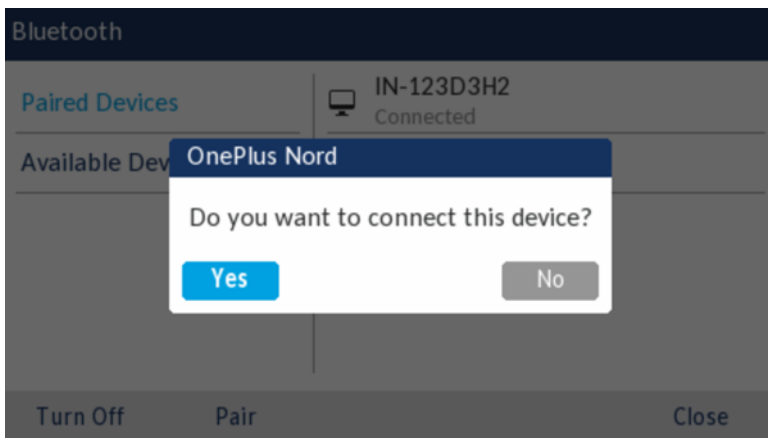 Bluetooth
Paired Devices
IN-123D3H2
Connected
Available Dev
OnePlus Nord
Do you want to connect this device?
Yes
No
Turn Off
Pair
Close